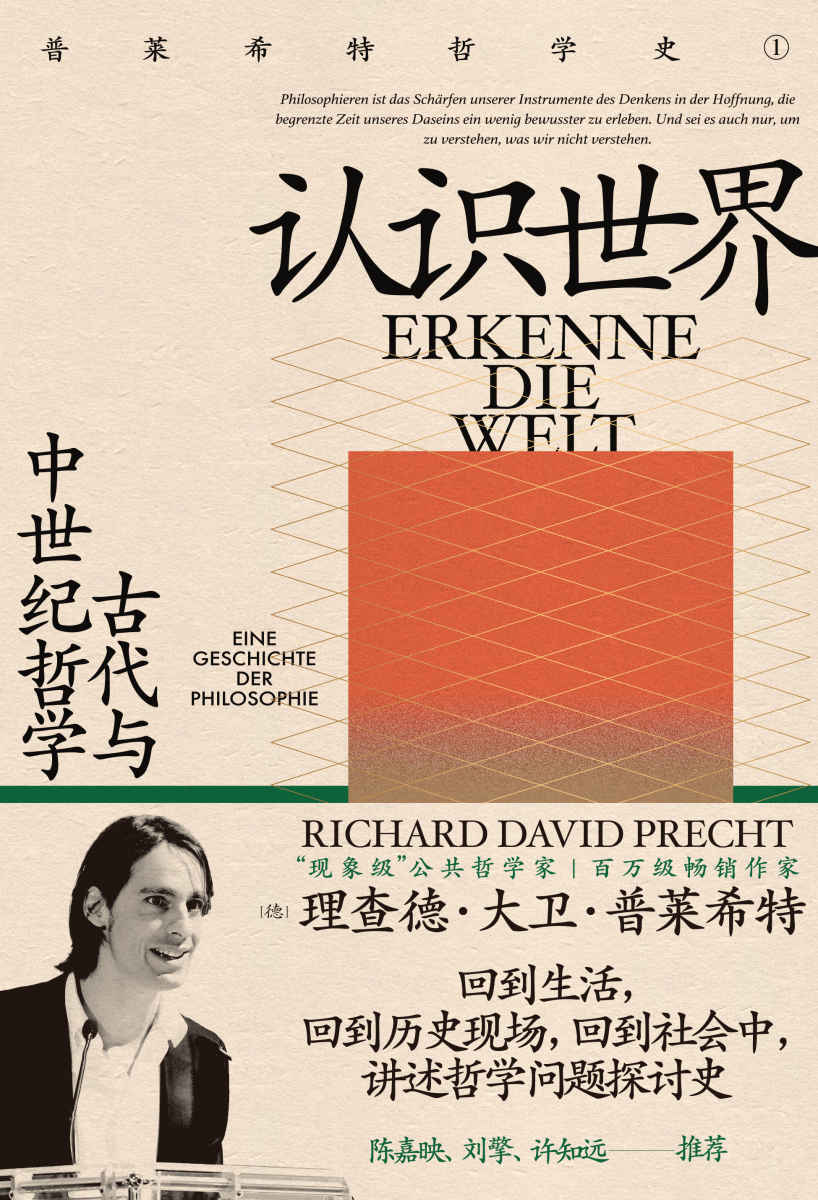 普莱希特哲学史①
Philosophieren ist das Schärfen unserer Instrumente des Denkens in der Hoffnung, die
begrenzte Zeit unseres Daseins ein wenig bewusster zu erleben. Und sei es auch nur, um
zu verstehen, was wir nicht verstehen.
认识世界
ERKENNE
DIE
WELT
古代与
中世纪哲学
EINE
GESCHICHTE
DER
PHILOSOPHIE
RICHARD DAVID PRECHT
“现象级”公共哲学家|百万级畅销作家
[德]理查德·大卫·普莱希特
回到生活,
回到历史现场,回到社会中,
讲述哲学问题探讨史
陈嘉映、刘擎、许知远——推荐